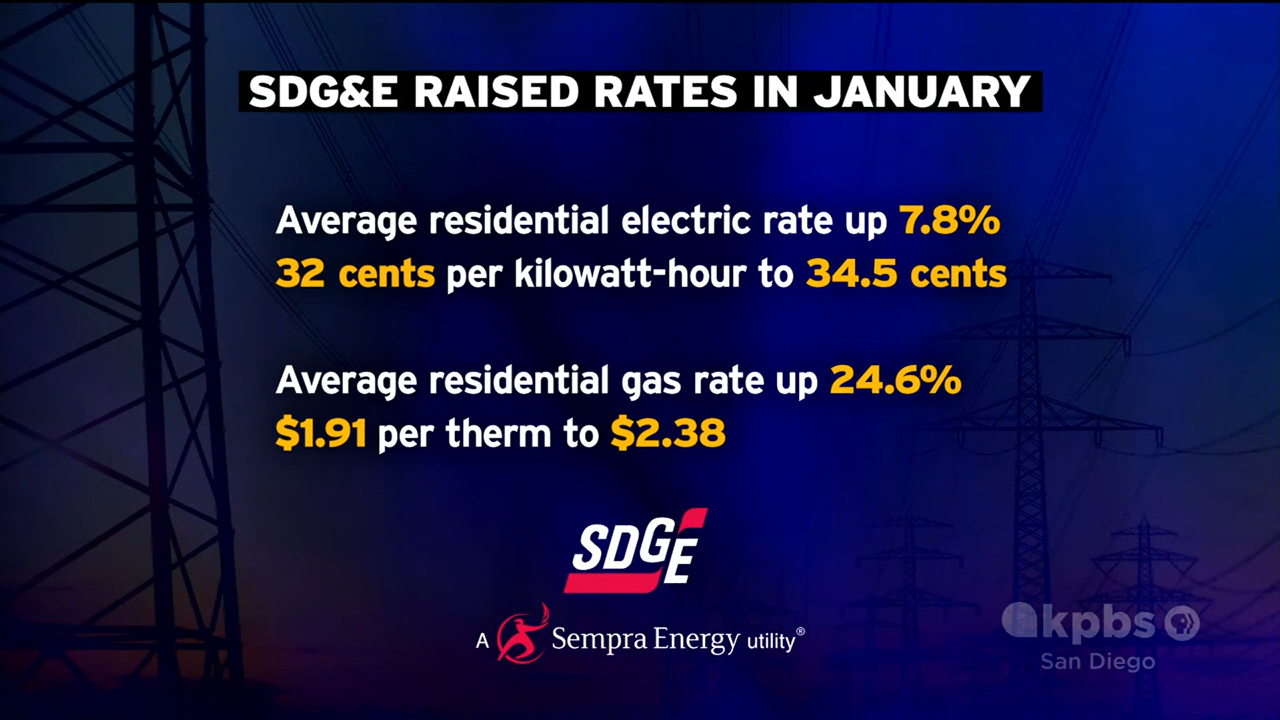 SDG&E RAISED RATES IN JANUARY
Average residential electric rate up 7.8%
32 cents per kilowatt-hour to 34.5 cents
Average residential gas rate up 24.6%
$1.91 per therm to $2.38
SDGE
A Sempra Energy utility®
kpbs
San Diego